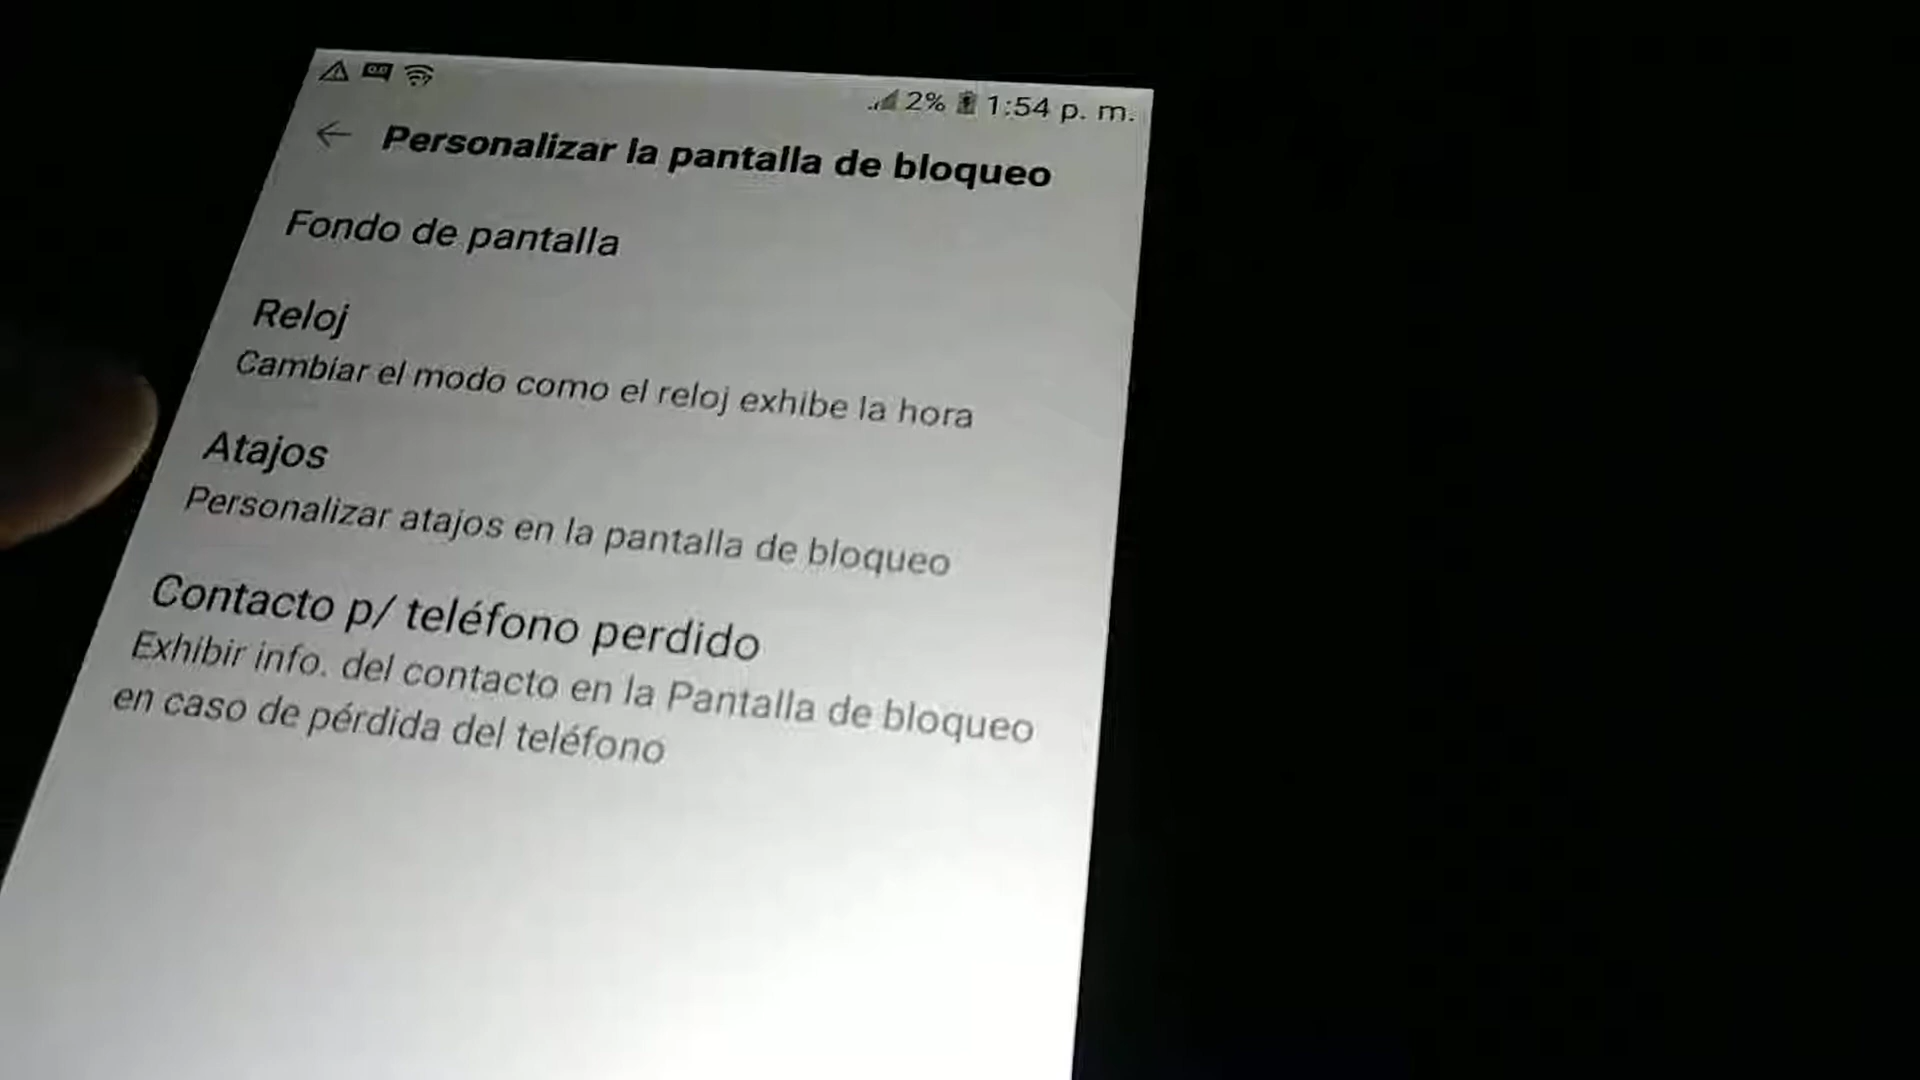 2% 1:54 p. m.
Personalizar la pantalla de bloqueo
Fondo de pantalla
Reloj
Cambiar el modo como el reloj exhibe la hora
Atajos
Personalizar atajos en la pantalla de bloqueo
Contacto p/ teléfono perdido
Exhibir info. del contacto en la Pantalla de bloqueo
en caso de pérdida del teléfono